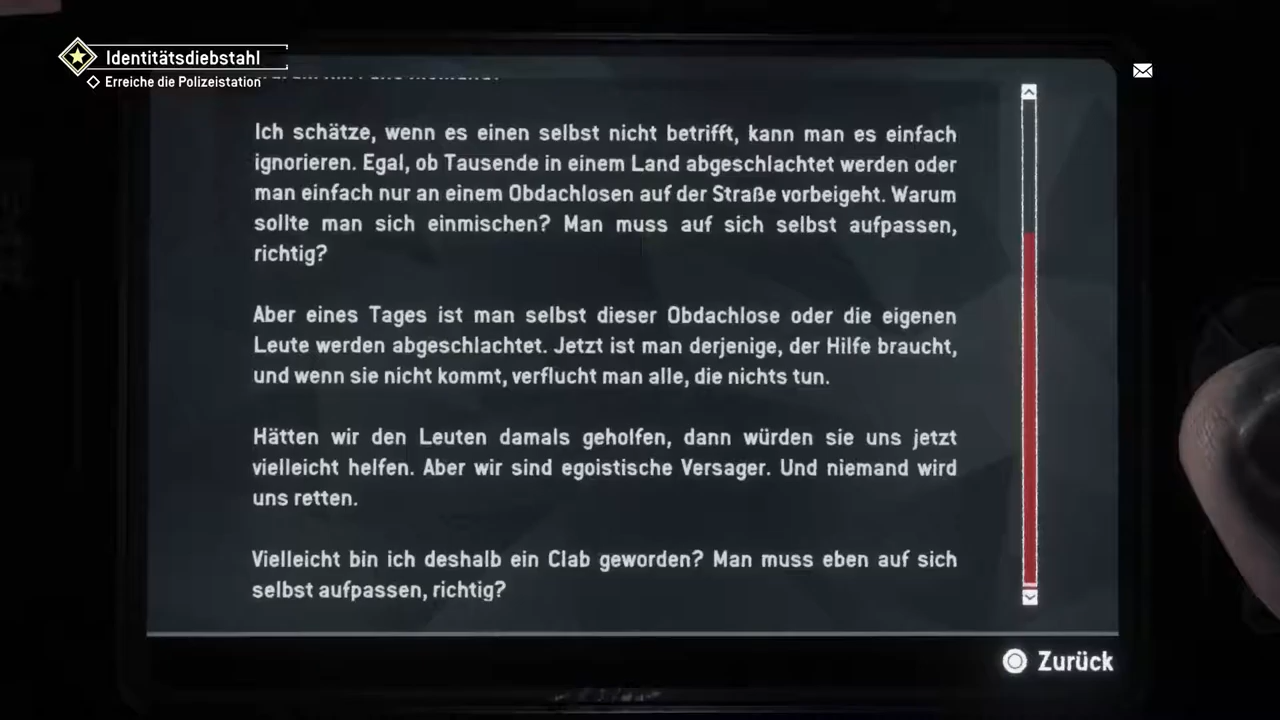 Identitätsdiebstahl
Erreiche die Polizeistation
Ich schätze, wenn es einen selbst nicht betrifft, kann man es einfach
ignorieren. Egal, ob Tausende in einem Land abgeschlachtet werden oder
man einfach nur an einem Obdachlosen auf der Straße vorbeigeht. Warum
sollte man sich einmischen? Man muss auf sich selbst aufpassen,
richtig?
Aber eines Tages ist man selbst dieser Obdachlose oder die eigenen
Leute werden abgeschlachtet. Jetzt ist man derjenige, der Hilfe braucht,
und wenn sie nicht kommt, verflucht man alle, die nichts tun.
Hätten wir den Leuten damals geholfen, dann würden sie uns jetzt
vielleicht helfen. Aber wir sind egoistische Versager. Und niemand wird
uns retten.
Vielleicht bin ich deshalb ein Clab geworden? Man muss eben auf sich
selbst aufpassen, richtig?
Zurück